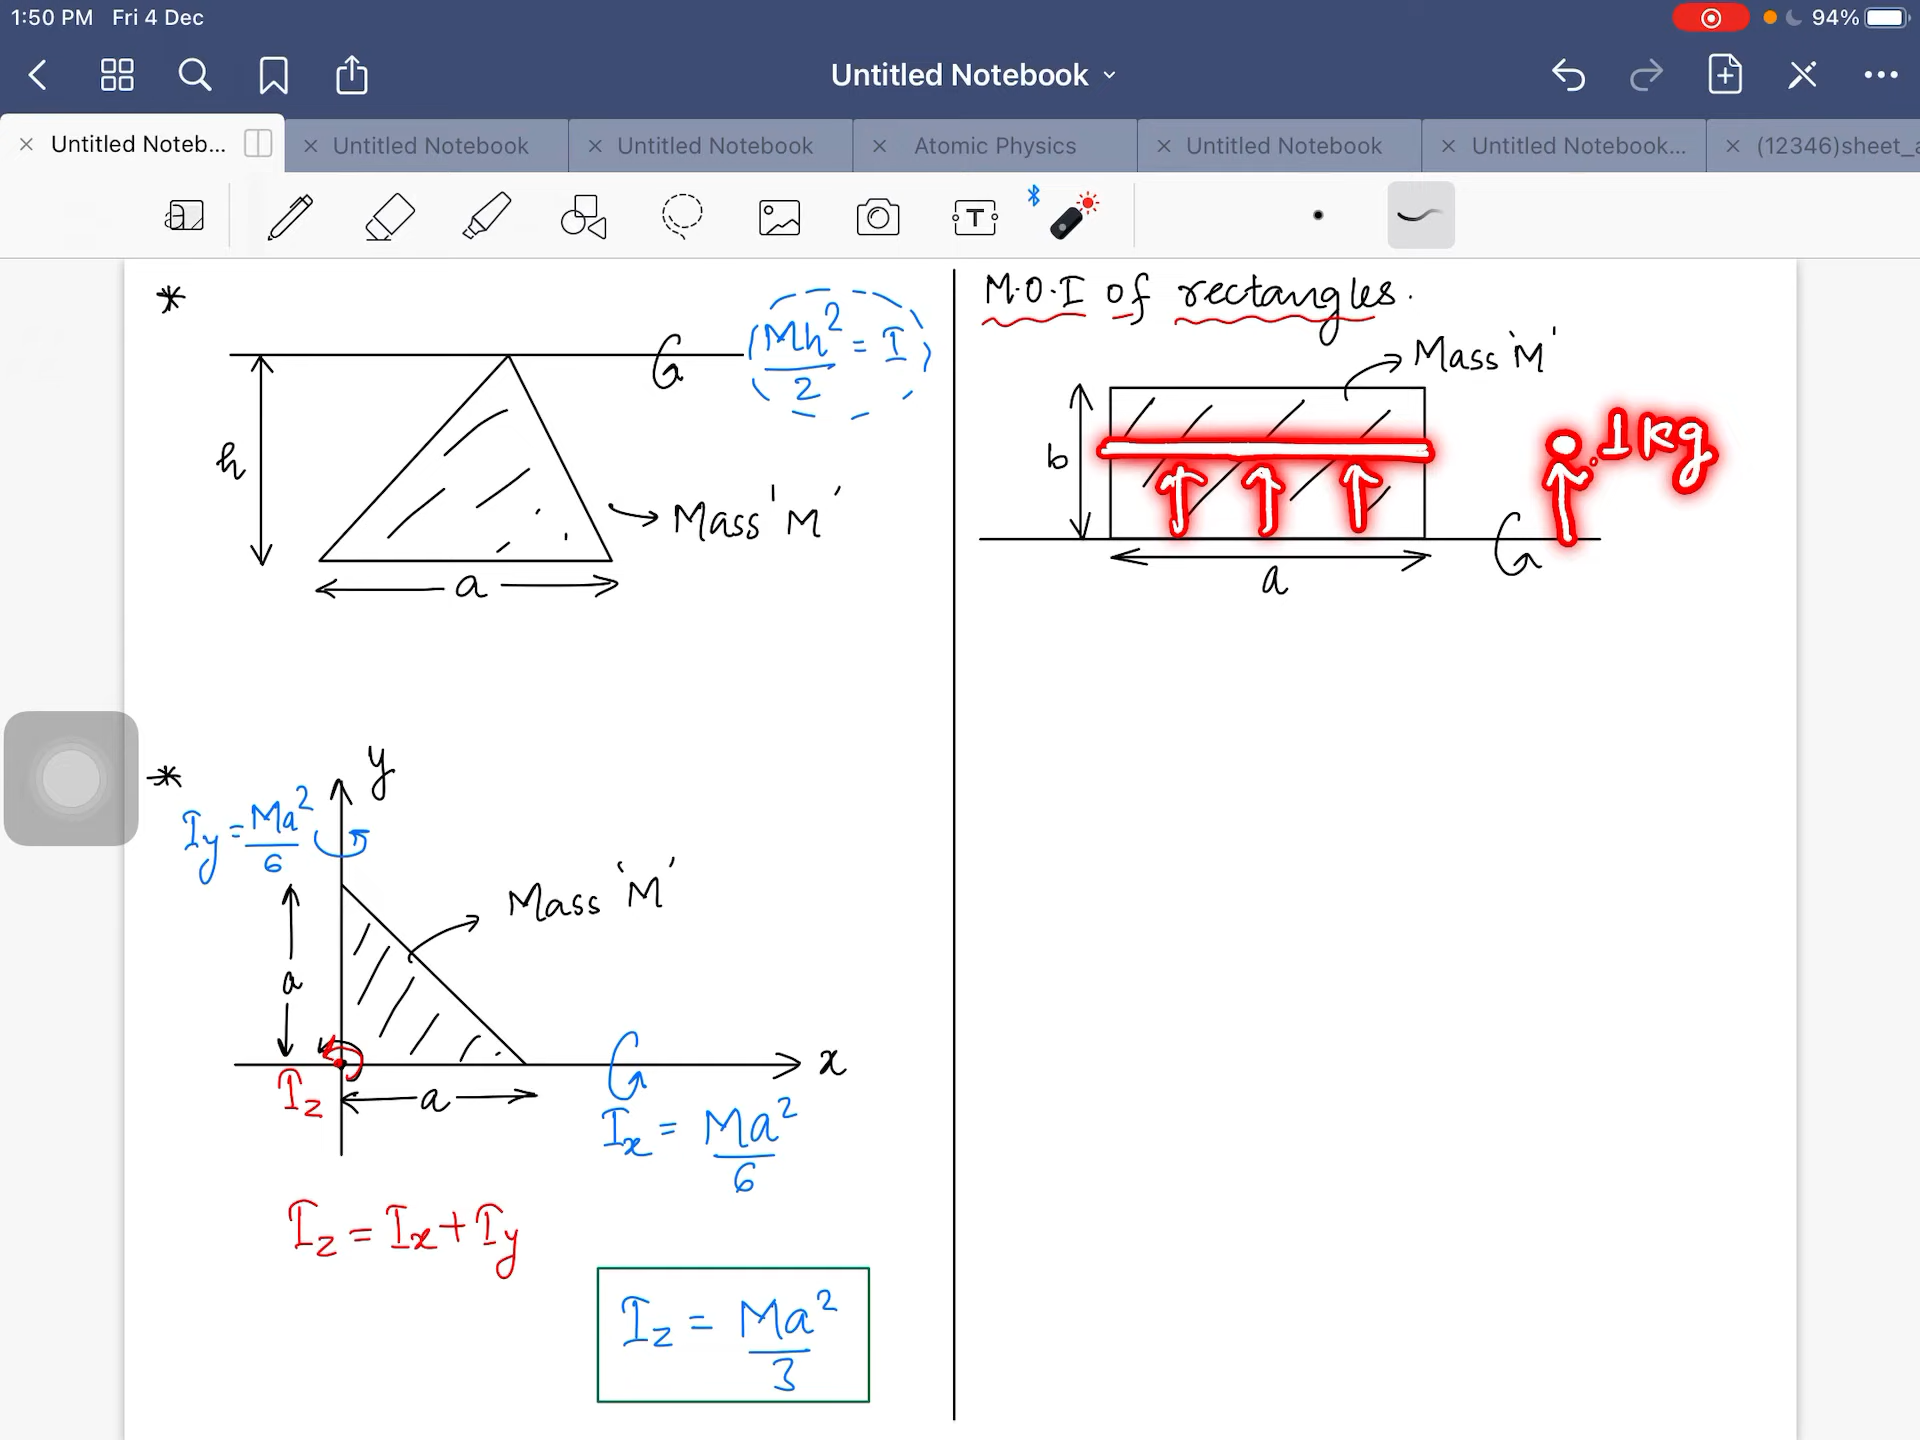 1:50 PM Fri 4 Dec
94%
Untitled Notebook
Untitled Noteb...
Untitled Notebook
Untitled Notebook
Atomic Physics
Untitled Notebook
Untitled Notebook...
(12346)sheet_a
T
*
Mh²/2 = I
h
Mass 'M'
a
*
y
Iy = Ma²/6
Mass 'M'
a
x
Iz
a
Ix = Ma²/6
Iz = Ix + Iy
Iz = Ma²/3
M.O.I of rectangles.
Mass 'M'
1kg
b
a